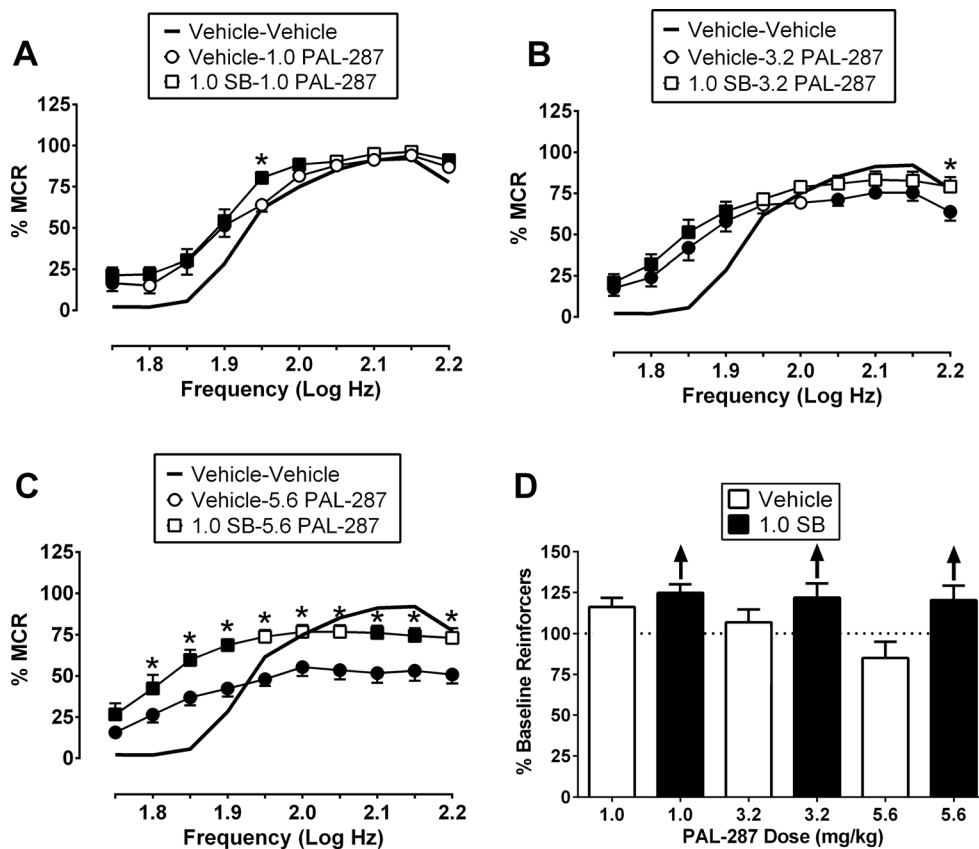 A
Vehicle-Vehicle
Vehicle-1.0 PAL-287
1.0 SB-1.0 PAL-287
% MCR
125
100
75
50
25
0
*
1.8 1.9 2.0 2.1 2.2
Frequency (Log Hz)
B
Vehicle-Vehicle
Vehicle-3.2 PAL-287
1.0 SB-3.2 PAL-287
% MCR
125
100
75
50
25
0
*
1.8 1.9 2.0 2.1 2.2
Frequency (Log Hz)
C
Vehicle-Vehicle
Vehicle-5.6 PAL-287
1.0 SB-5.6 PAL-287
% MCR
125
100
75
50
25
0
* * * * * * * * *
1.8 1.9 2.0 2.1 2.2
Frequency (Log Hz)
D
Vehicle
1.0 SB
% Baseline Reinforcers
150
125
100
75
50
25
0
1.0 1.0 3.2 3.2 5.6 5.6
PAL-287 Dose (mg/kg)